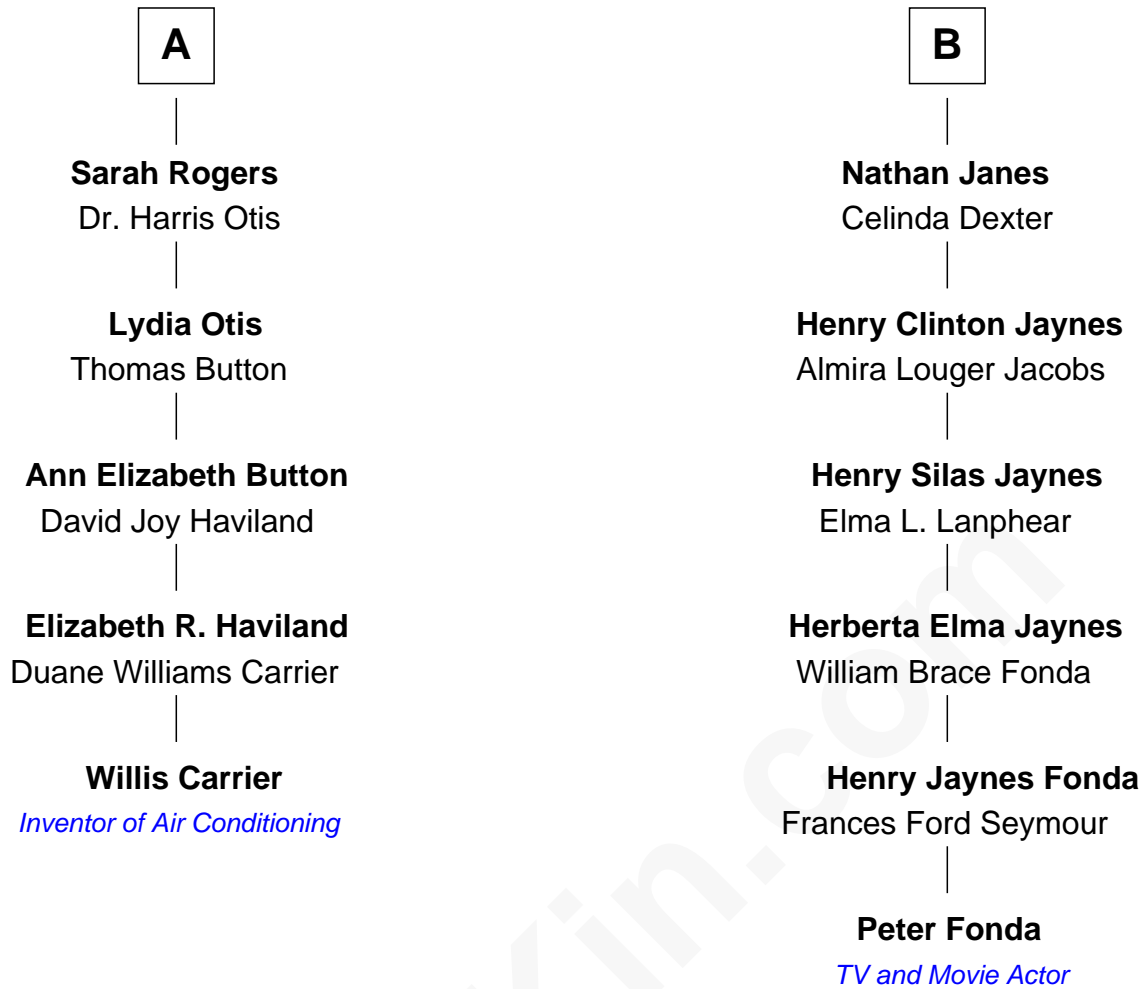 A
Sarah Rogers
Dr. Harris Otis
Lydia Otis
Thomas Button
Ann Elizabeth Button
David Joy Haviland
Elizabeth R. Haviland
Duane Williams Carrier
Willis Carrier
Inventor of Air Conditioning
B
Nathan Janes
Celinda Dexter
Henry Clinton Jaynes
Almira Louger Jacobs
Henry Silas Jaynes
Elma L. Lanphear
Herberta Elma Jaynes
William Brace Fonda
Henry Jaynes Fonda
Frances Ford Seymour
Peter Fonda
TV and Movie Actor
Kin.com